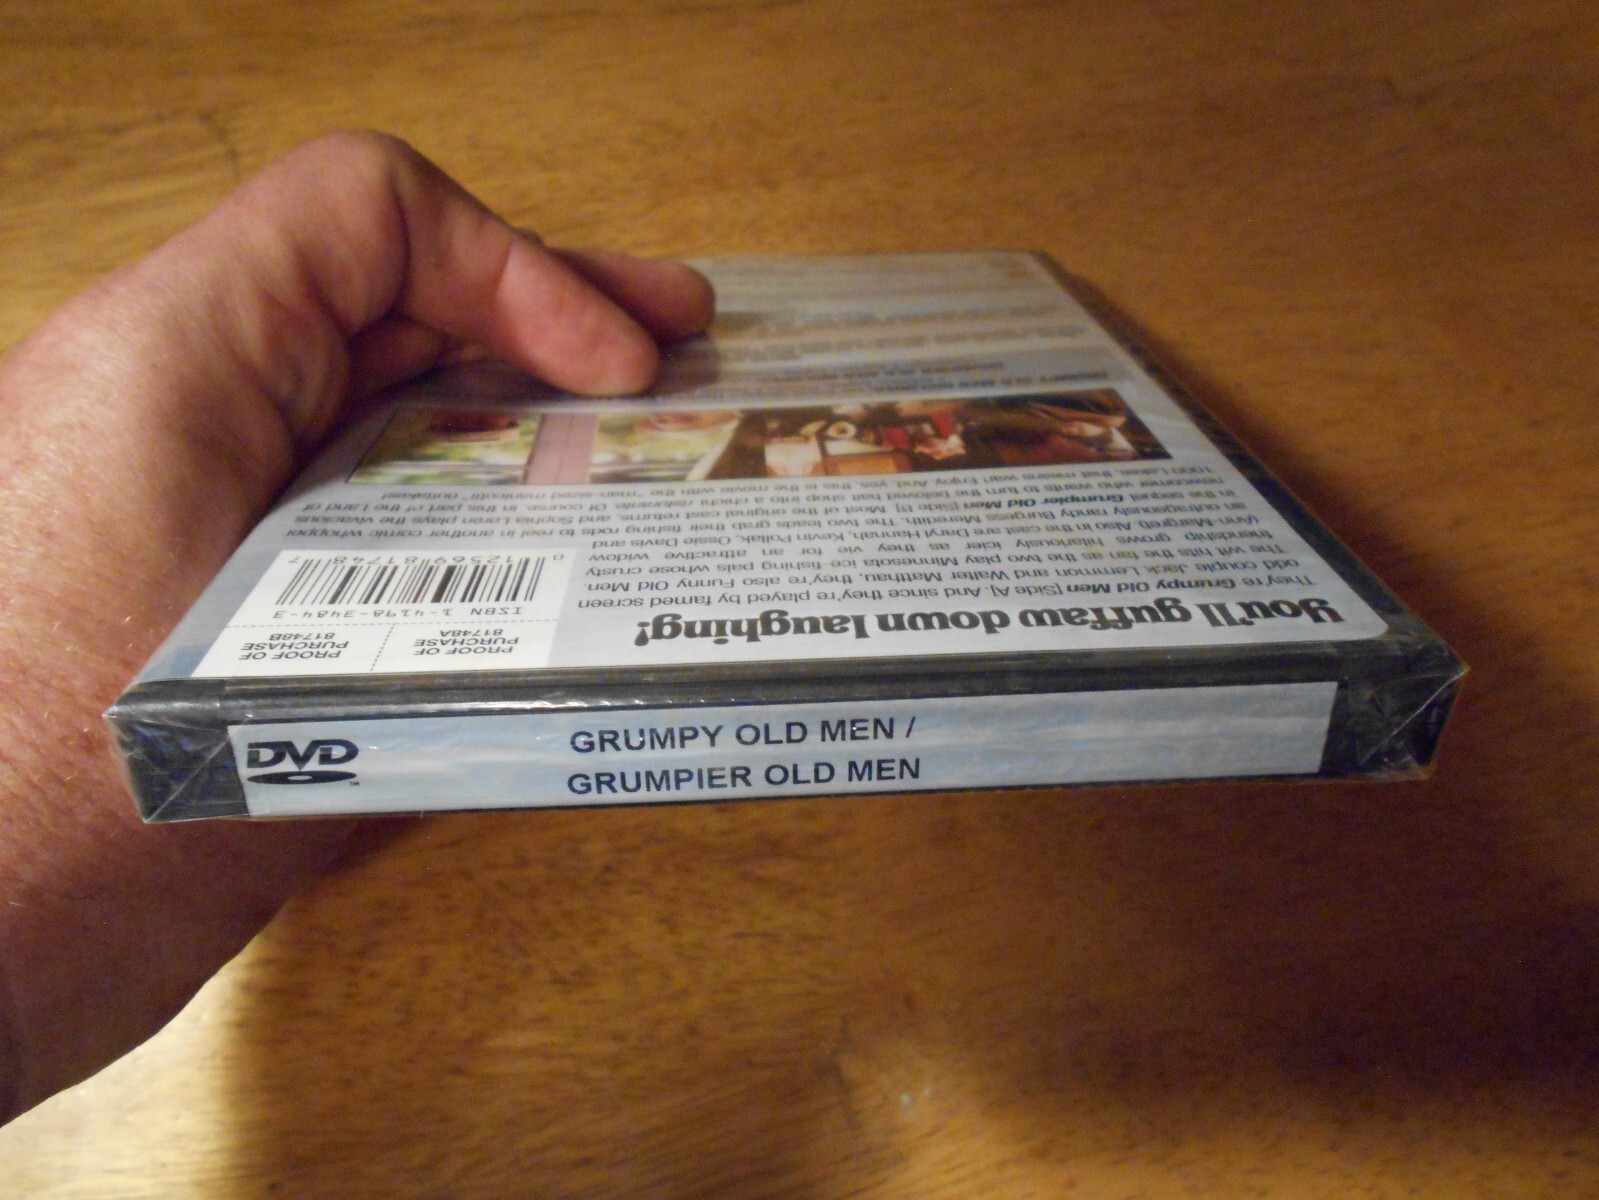 DVD
TM
GRUMPY OLD MEN /
GRUMPIER OLD MEN
You'll guffaw down laughing!
They're Grumpy Old Men [Side A]. And since they're played by famed screen
odd couple Jack Lemmon and Walter Matthau, they're also Funny Old Men.
The wit hits the fan as the two play Minnesota ice-fishing pals whose crusty
friendship grows hilariously icier as they vie for an attractive widow
(Ann-Margret). Also in the cast are Daryl Hannah, Kevin Pollak, Ossie Davis and
an outrageously randy Burgess Meredith. The two leads grab their fishing rods to reel in another comic whopper
in the sequel Grumpier Old Men [Side B]. Most of the original cast returns, and Sophia Loren plays the vivacious
newcomer who wants to turn the beloved bait shop into a chichi ristorante. Of course, in this part of the Land of
1000 Lakes, that means war! Enjoy. And, yes, this is the movie with the "man-sized manicotti" outtakes!
PROOF OF
PURCHASE
81748A
PROOF OF
PURCHASE
81748B
ISBN 1-4198-3484-3
0 12569 81748 7